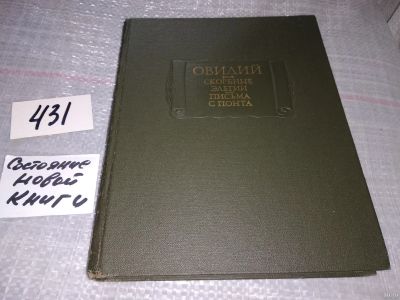 ОВИДИЙ
СКОРБНЫЕ
ЭЛЕГИИ
ПИСЬМА
С ПОНТА
431
Состояние
новой
книги